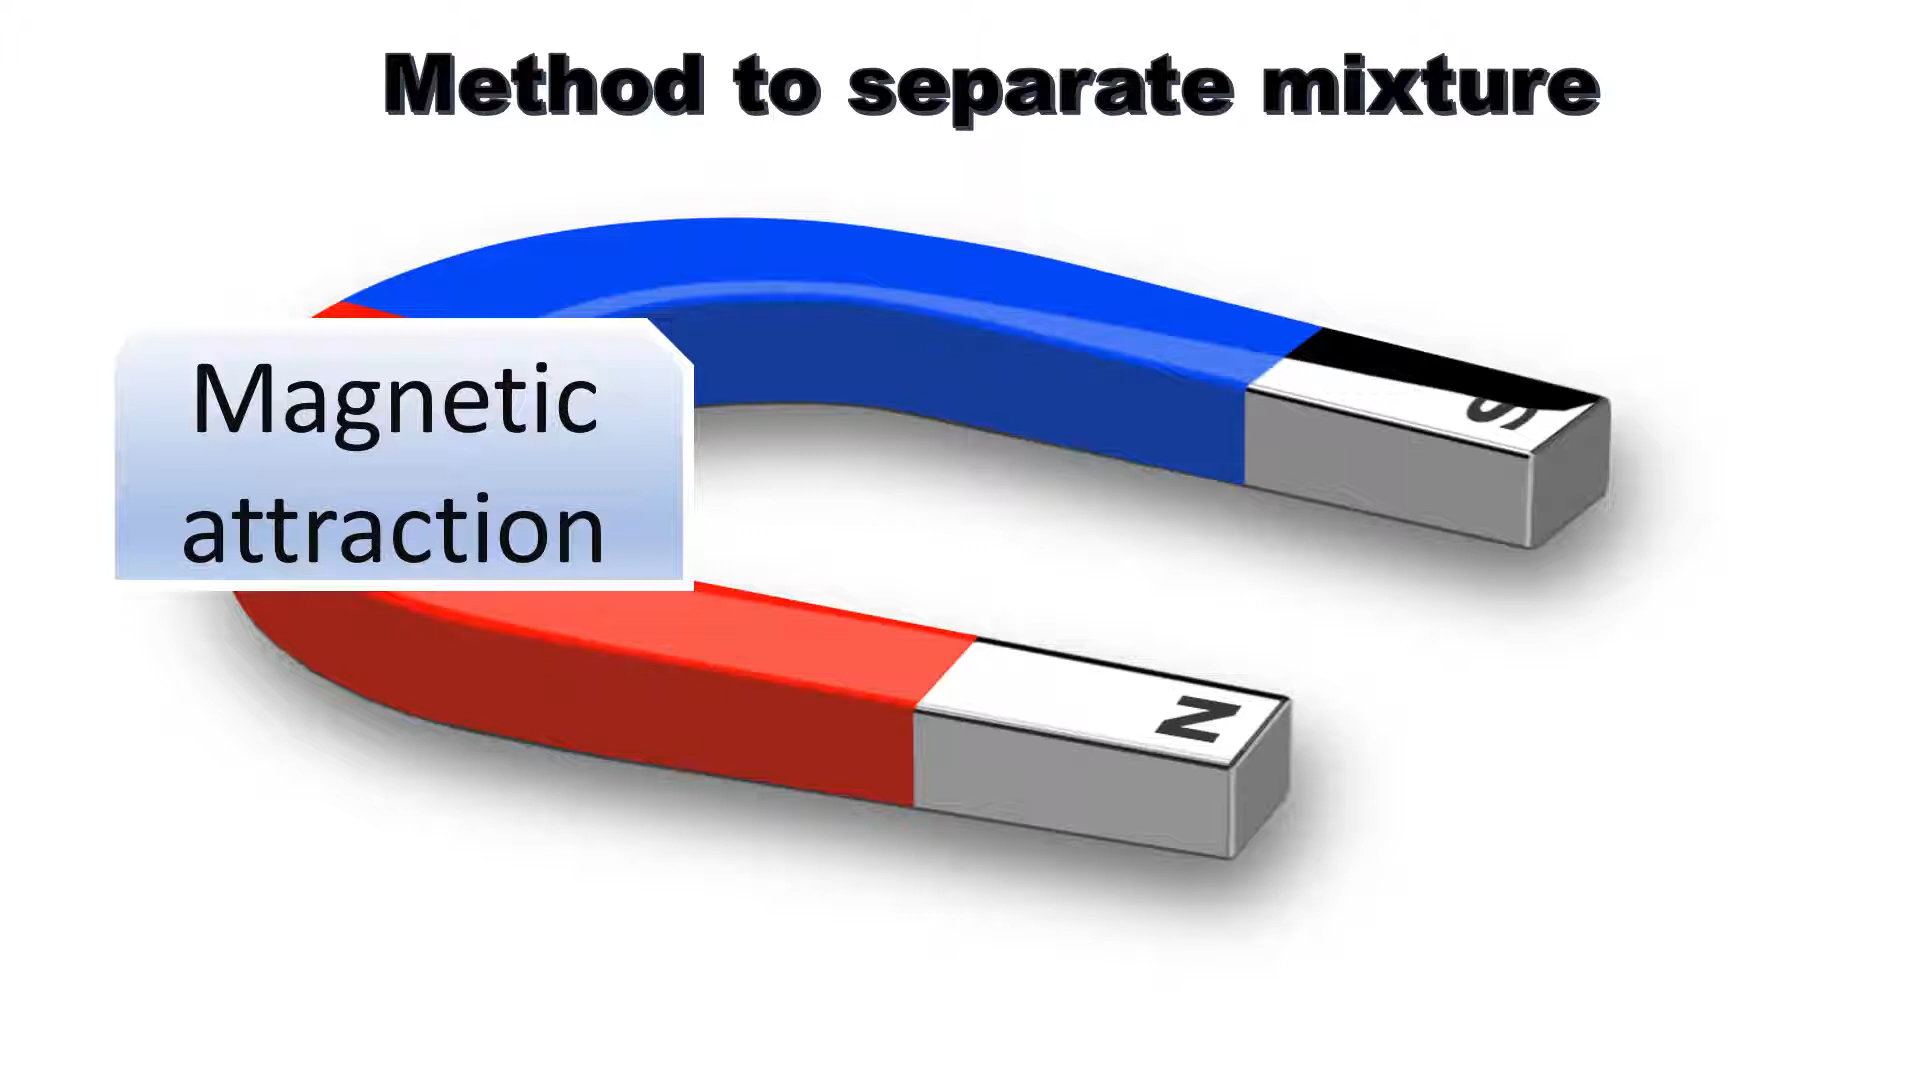 Method to separate mixture
Magnetic
attraction
S
N